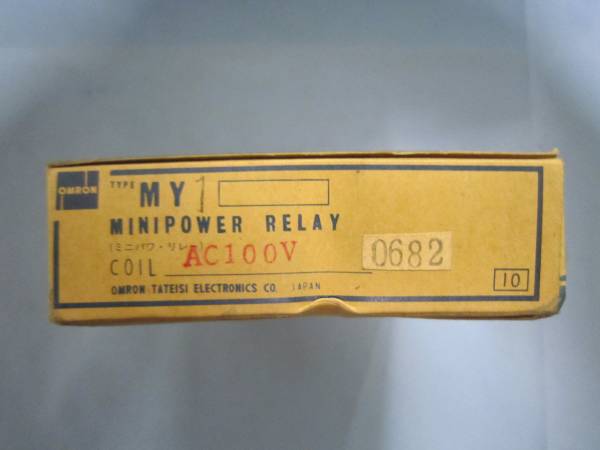 OMRON
TYPE MY1
MINIPOWER RELAY
(ミニパワ・リレー)
COIL AC100V
0682
OMRON TATEISI ELECTRONICS CO. JAPAN
10